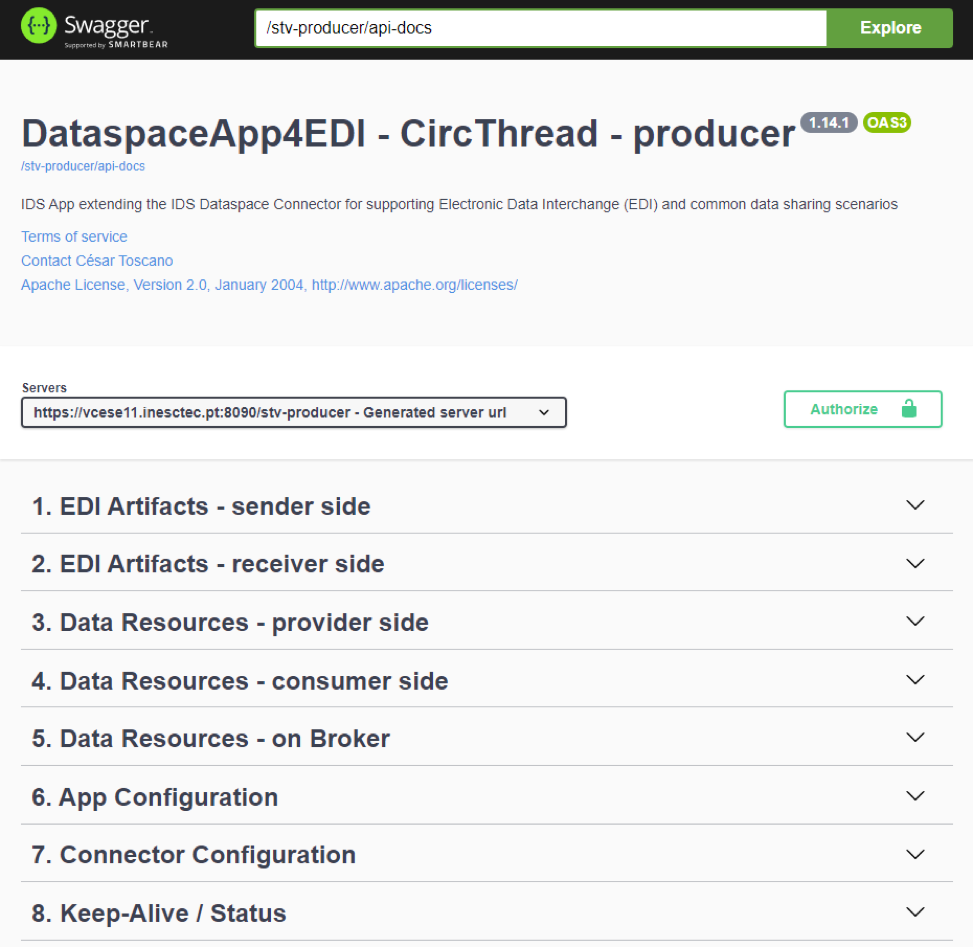 {···} Swagger.
Supported by SMARTBEAR
/stv-producer/api-docs
Explore
DataspaceApp4EDI - CircThread - producer 1.14.1 OAS3
/stv-producer/api-docs
IDS App extending the IDS Dataspace Connector for supporting Electronic Data Interchange (EDI) and common data sharing scenarios
Terms of service
Contact César Toscano
Apache License, Version 2.0, January 2004, http://www.apache.org/licenses/
Servers
https://vcese11.inesctec.pt:8090/stv-producer - Generated server url
Authorize
1. EDI Artifacts - sender side
2. EDI Artifacts - receiver side
3. Data Resources - provider side
4. Data Resources - consumer side
5. Data Resources - on Broker
6. App Configuration
7. Connector Configuration
8. Keep-Alive / Status